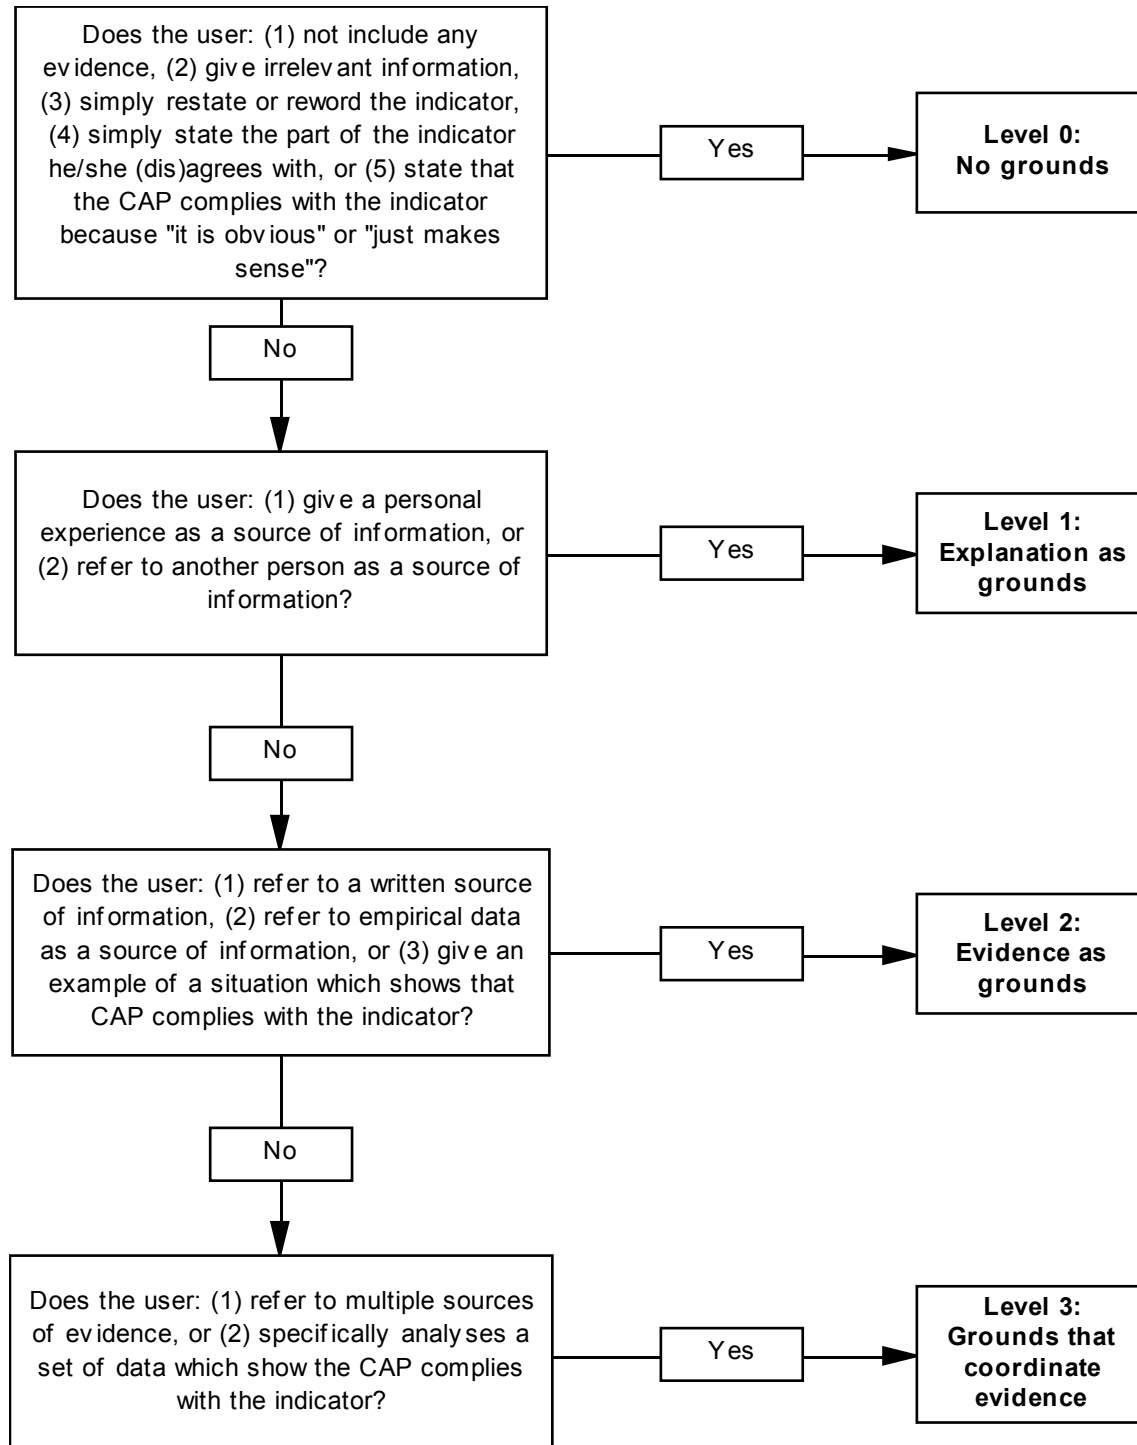 Does the user: (1) not include any
evidence, (2) give irrelevant information,
(3) simply restate or reword the indicator,
(4) simply state the part of the indicator
he/she (dis)agrees with, or (5) state that
the CAP complies with the indicator
because "it is obvious" or "just makes
sense"?
Yes
Level 0:
No grounds
No
Does the user: (1) give a personal
experience as a source of information, or
(2) refer to another person as a source of
information?
Yes
Level 1:
Explanation as
grounds
No
Does the user: (1) refer to a written source
of information, (2) refer to empirical data
as a source of information, or (3) give an
example of a situation which shows that
CAP complies with the indicator?
Yes
Level 2:
Evidence as
grounds
No
Does the user: (1) refer to multiple sources
of evidence, or (2) specifically analyses a
set of data which show the CAP complies
with the indicator?
Yes
Level 3:
Grounds that
coordinate
evidence